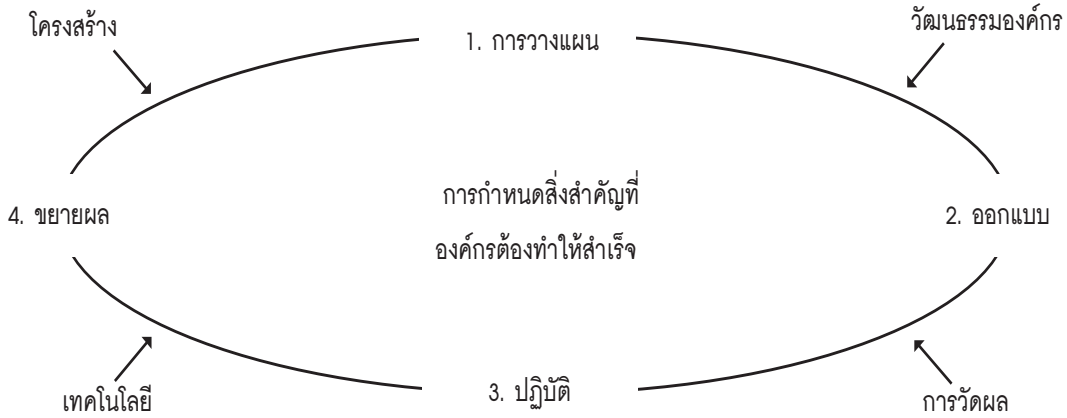 โครงสร้าง
วัฒนธรรมองค์กร
1. การวางแผน
การกำหนดสิ่งสำคัญที่
องค์กรต้องทำให้สำเร็จ
4. ขยายผล
2. ออกแบบ
3. ปฏิบัติ
เทคโนโลยี
การวัดผล